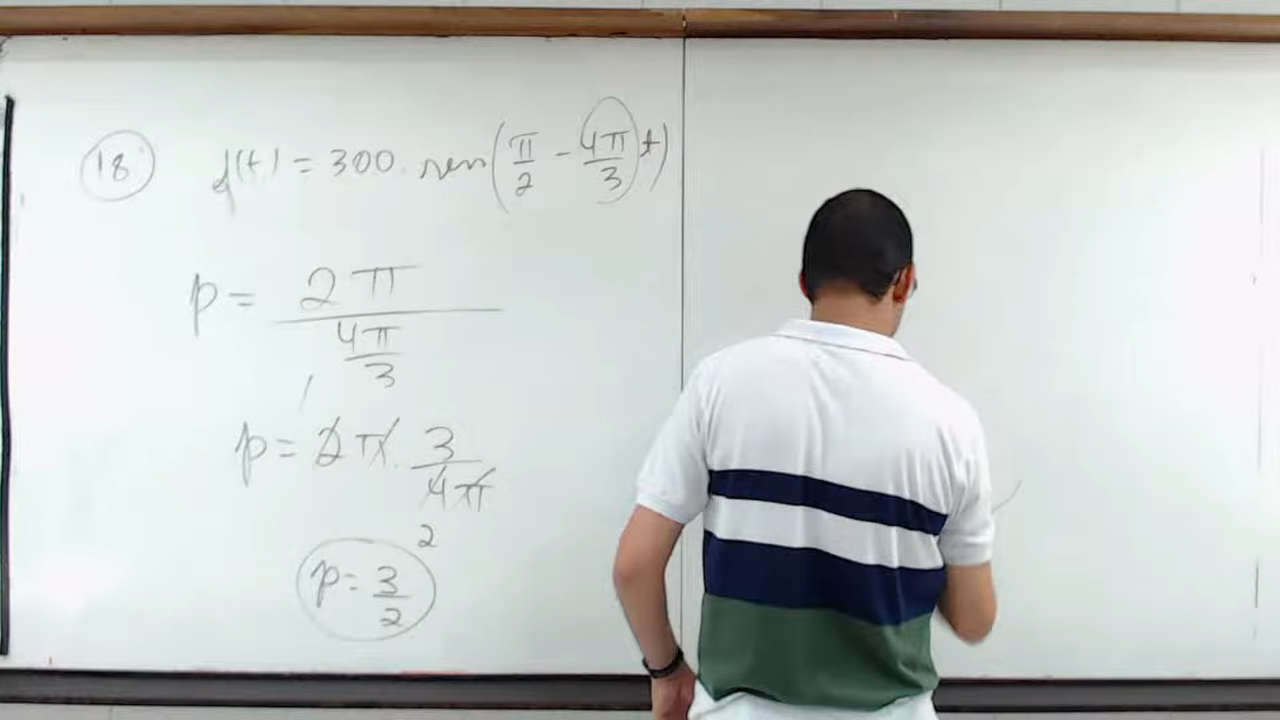 18 f(t) = 300 . sen(π/2 - 4π/3 t)
p = 2π / (4π/3)
p = 2π . 3/4π
2
p = 3/2